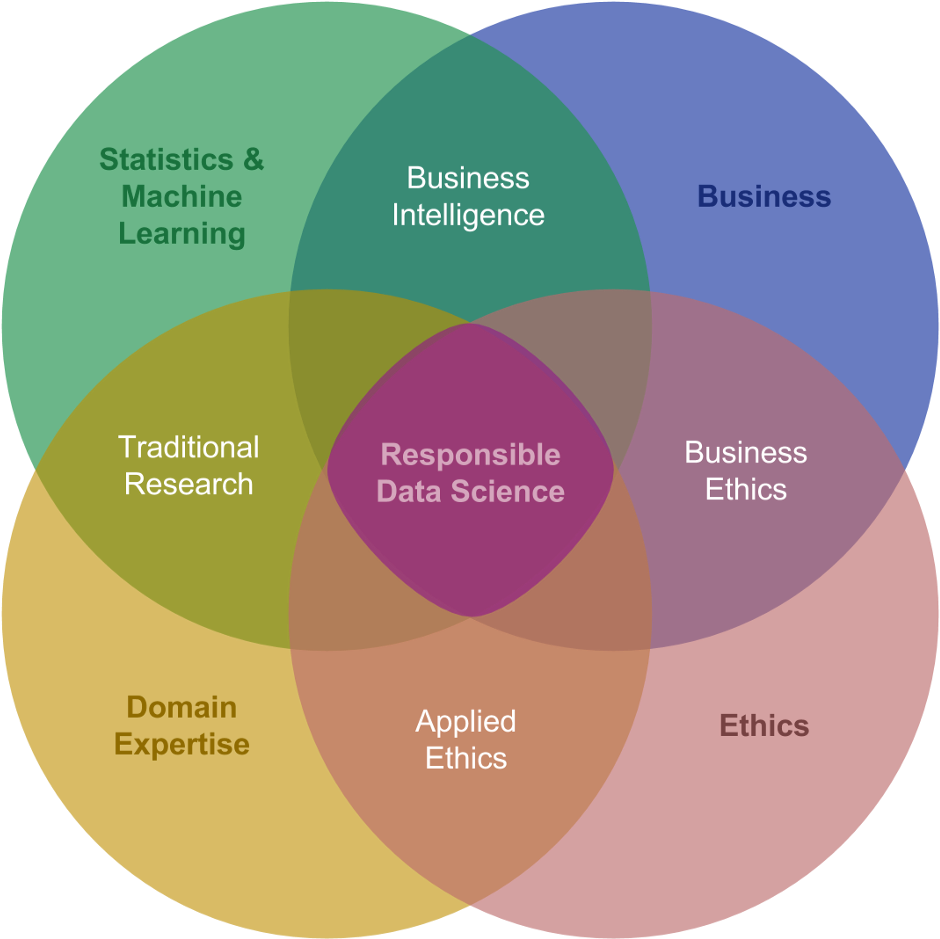 Statistics &
Machine
Learning
Business
Intelligence
Business
Traditional
Research
Responsible
Data Science
Business
Ethics
Domain
Expertise
Applied
Ethics
Ethics